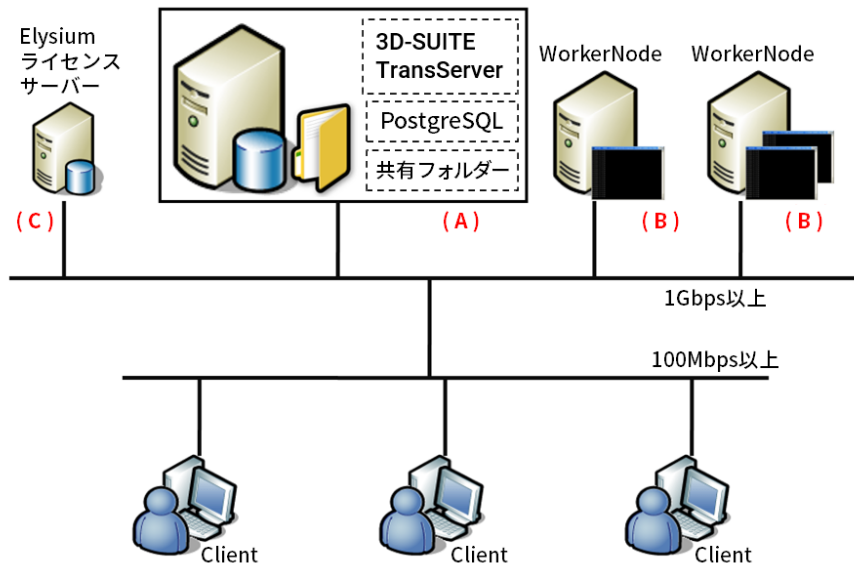 Elysium
ライセンス
サーバー
3D-SUITE
TransServer
PostgreSQL
共有フォルダー
WorkerNode
WorkerNode
( C )
( A )
( B )
( B )
1Gbps以上
100Mbps以上
Client
Client
Client